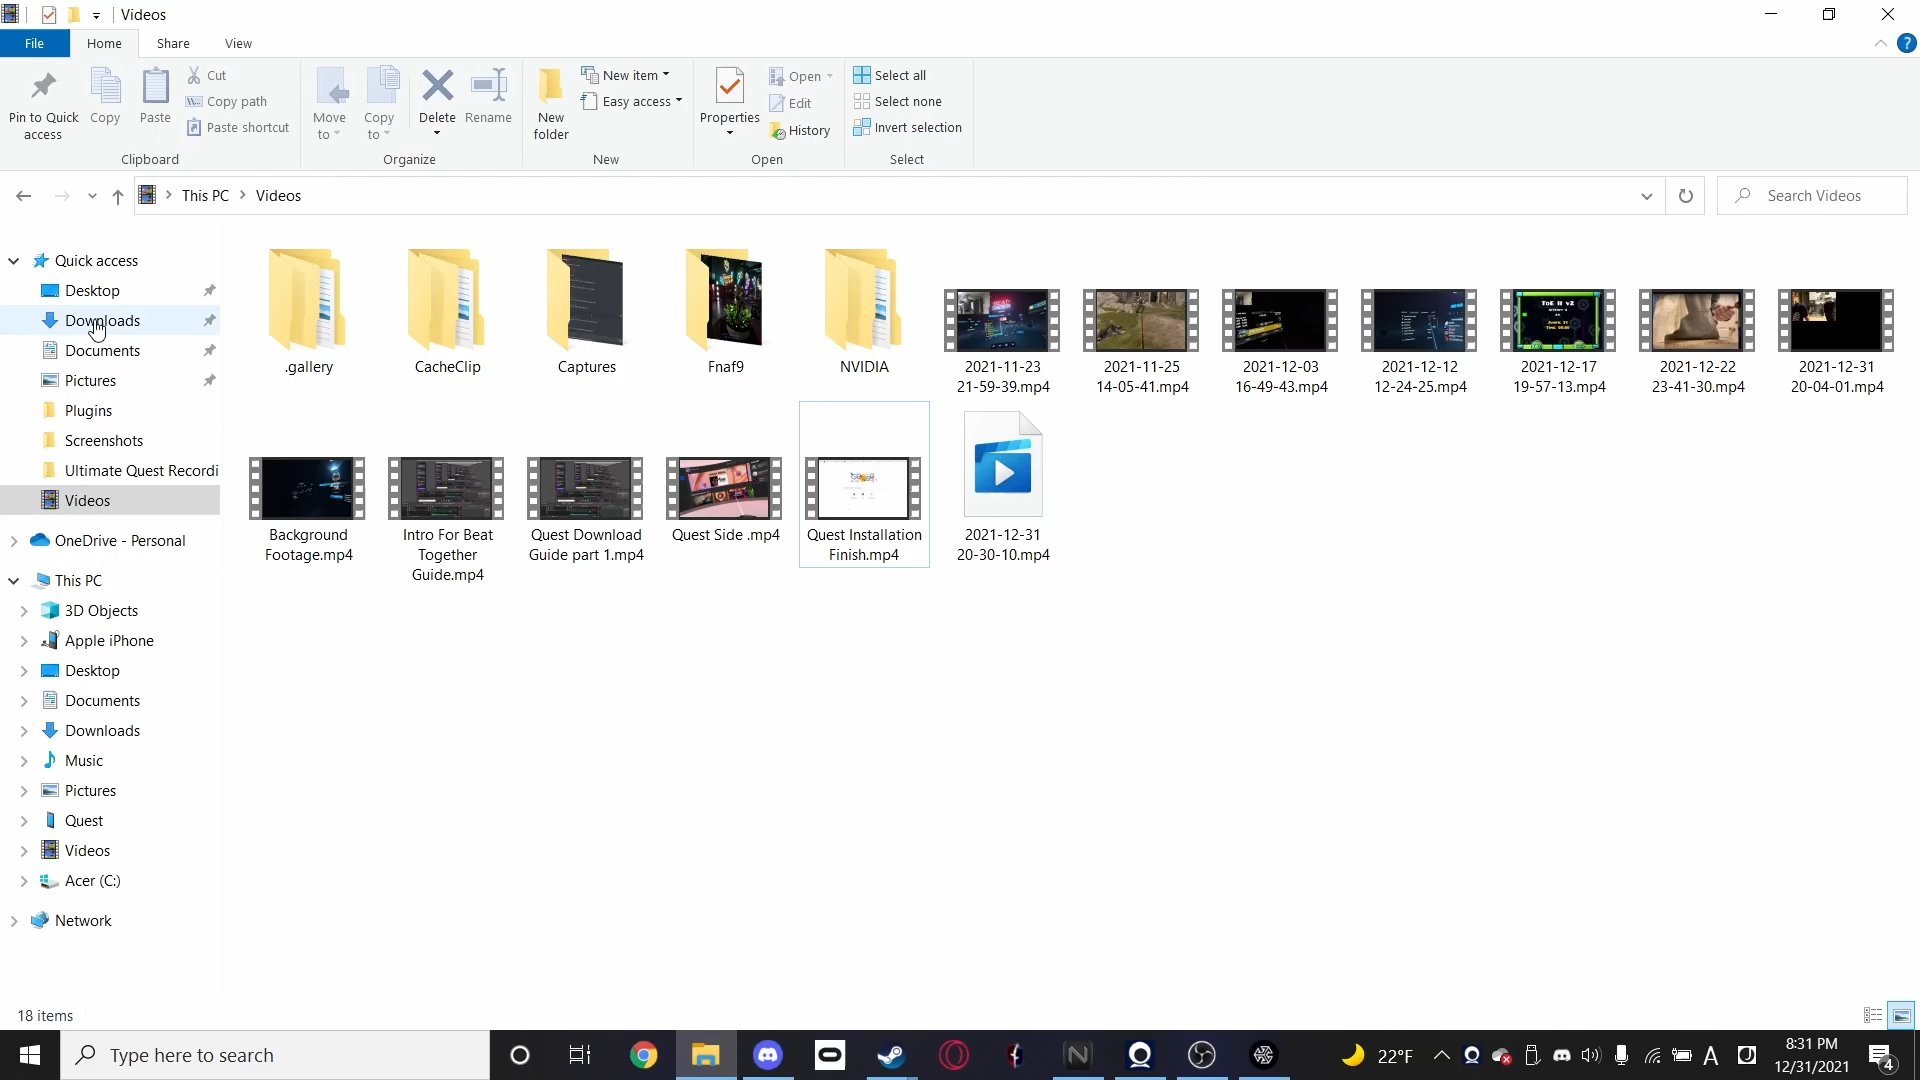 Videos
File
Home
Share
View
Pin to Quick
access
Copy
Paste
Cut
Copy path
Paste shortcut
Clipboard
Move
to
Copy
to
Delete
Rename
Organize
New
folder
New item
Easy access
New
Properties
Open
Edit
History
Open
Select all
Select none
Invert selection
Select
This PC
Videos
Search Videos
Quick access
Desktop
Downloads
Documents
Pictures
Plugins
Screenshots
Ultimate Quest Recordi
Videos
OneDrive - Personal
This PC
3D Objects
Apple iPhone
Desktop
Documents
Downloads
Music
Pictures
Quest
Videos
Acer (C:)
Network
.gallery
CacheClip
Captures
Fnaf9
NVIDIA
2021-11-23
21-59-39.mp4
2021-11-25
14-05-41.mp4
2021-12-03
16-49-43.mp4
2021-12-12
12-24-25.mp4
ToE II v2
2021-12-17
19-57-13.mp4
2021-12-22
23-41-30.mp4
2021-12-31
20-04-01.mp4
Background
Footage.mp4
Intro For Beat
Together
Guide.mp4
Quest Download
Guide part 1.mp4
Quest Side .mp4
Quest Installation
Finish.mp4
2021-12-31
20-30-10.mp4
18 items
Type here to search
22°F
A
8:31 PM
12/31/2021
4